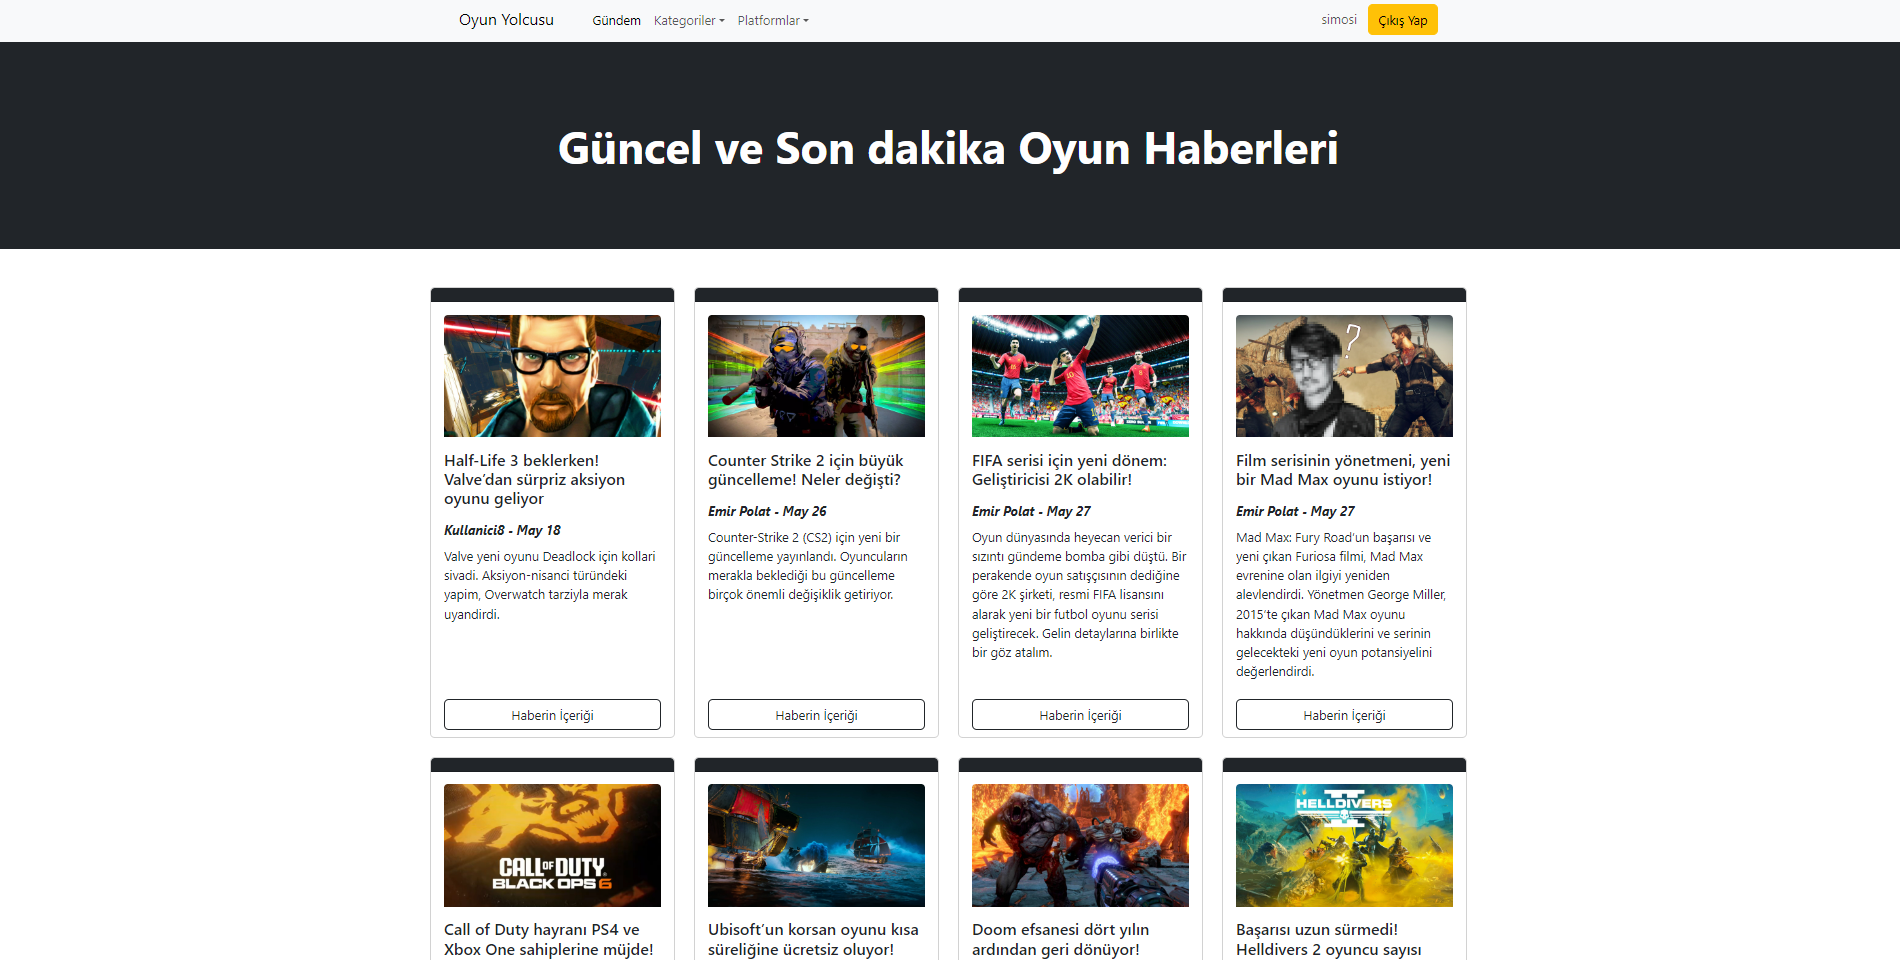 Oyun Yolcusu Gündem Kategoriler Platformlar simosi Çıkış Yap
Güncel ve Son dakika Oyun Haberleri
Half-Life 3 beklerken!
Valve’dan sürpriz aksiyon
oyunu geliyor
Kullanici8 - May 18
Valve yeni oyunu Deadlock için kollari
sivadi. Aksiyon-nisanci türündeki
yapim, Overwatch tarziyla merak
uyandirdi.
Haberin İçeriği
Counter Strike 2 için büyük
güncelleme! Neler değişti?
Emir Polat - May 26
Counter-Strike 2 (CS2) için yeni bir
güncelleme yayınlandı. Oyuncuların
merakla beklediği bu güncelleme
birçok önemli değişiklik getiriyor.
Haberin İçeriği
FIFA serisi için yeni dönem:
Geliştiricisi 2K olabilir!
Emir Polat - May 27
Oyun dünyasında heyecan verici bir
sızıntı gündeme bomba gibi düştü. Bir
perakende oyun satışçısının dediğine
göre 2K şirketi, resmi FIFA lisansını
alarak yeni bir futbol oyunu serisi
geliştirecek. Gelin detaylarına birlikte
bir göz atalım.
Haberin İçeriği
?
Film serisinin yönetmeni, yeni
bir Mad Max oyunu istiyor!
Emir Polat - May 27
Mad Max: Fury Road’un başarısı ve
yeni çıkan Furiosa filmi, Mad Max
evrenine olan ilgiyi yeniden
alevlendirdi. Yönetmen George Miller,
2015’te çıkan Mad Max oyunu
hakkında düşündüklerini ve serinin
gelecekteki yeni oyun potansiyelini
değerlendirdi.
Haberin İçeriği
CALL OF DUTY
BLACK OPS 6
Call of Duty hayranı PS4 ve
Xbox One sahiplerine müjde!
Ubisoft’un korsan oyunu kısa
süreliğine ücretsiz oluyor!
Doom efsanesi dört yılın
ardından geri dönüyor!
HELLDIVERS
II
Başarısı uzun sürmedi!
Helldivers 2 oyuncu sayısı